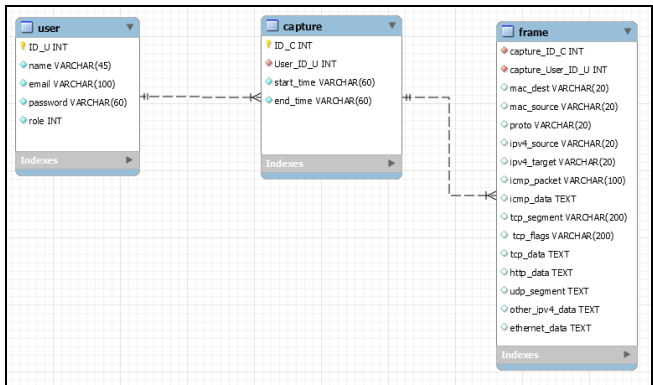 user
ID_U INT
name VARCHAR(45)
email VARCHAR(100)
password VARCHAR(60)
role INT
Indexes
capture
ID_C INT
User_ID_U INT
start_time VARCHAR(60)
end_time VARCHAR(60)
Indexes
frame
capture_ID_C INT
capture_User_ID_U INT
mac_dest VARCHAR(20)
mac_source VARCHAR(20)
proto VARCHAR(20)
ipv4_source VARCHAR(20)
ipv4_target VARCHAR(20)
icmp_packet VARCHAR(100)
icmp_data TEXT
tcp_segment VARCHAR(200)
tcp_flags VARCHAR(200)
tcp_data TEXT
http_data TEXT
udp_segment TEXT
other_ipv4_data TEXT
ethernet_data TEXT
Indexes